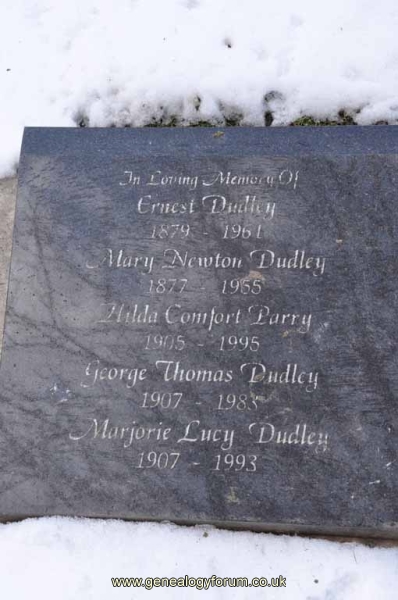 In Loving Memory Of
Ernest Dudley
1879 - 1961
Mary Newton Dudley
1877 - 1965
Hilda Comfort Parry
1905 - 1995
George Thomas Dudley
1907 - 1983
Marjorie Lucy Dudley
1907 - 1993
www.genealogyforum.co.uk